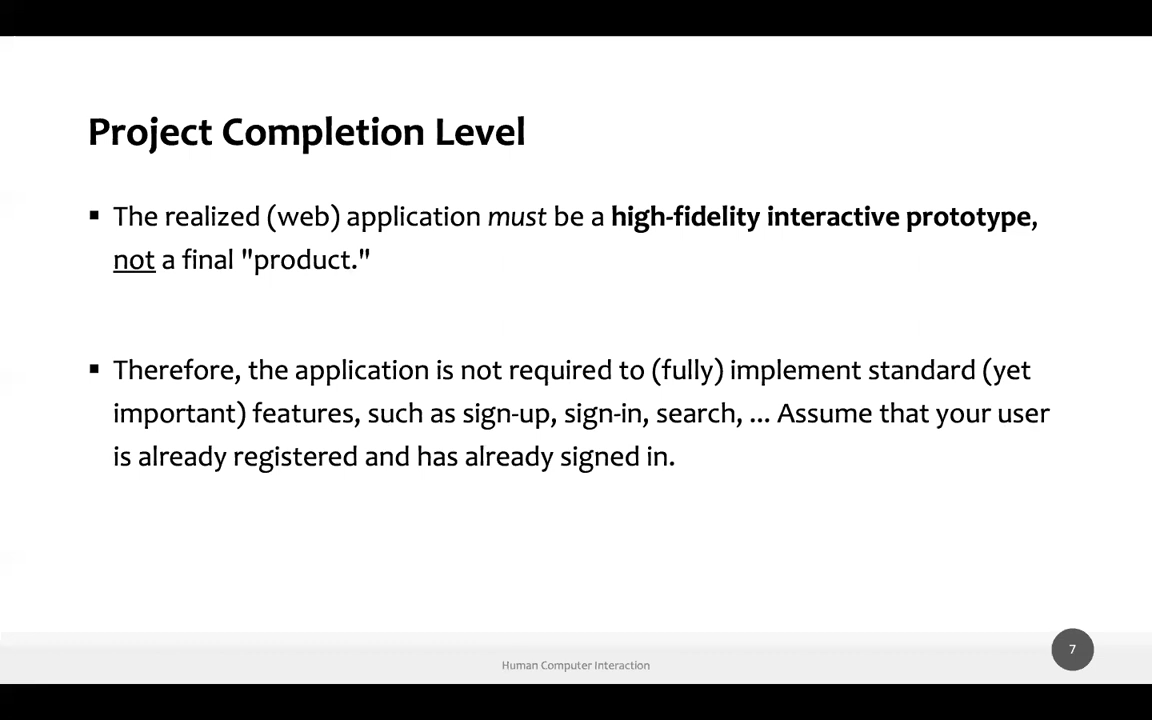 Project Completion Level
▪ The realized (web) application must be a high-fidelity interactive prototype,
not a final "product."
▪ Therefore, the application is not required to (fully) implement standard (yet
important) features, such as sign-up, sign-in, search, ... Assume that your user
is already registered and has already signed in.
Human Computer Interaction
7